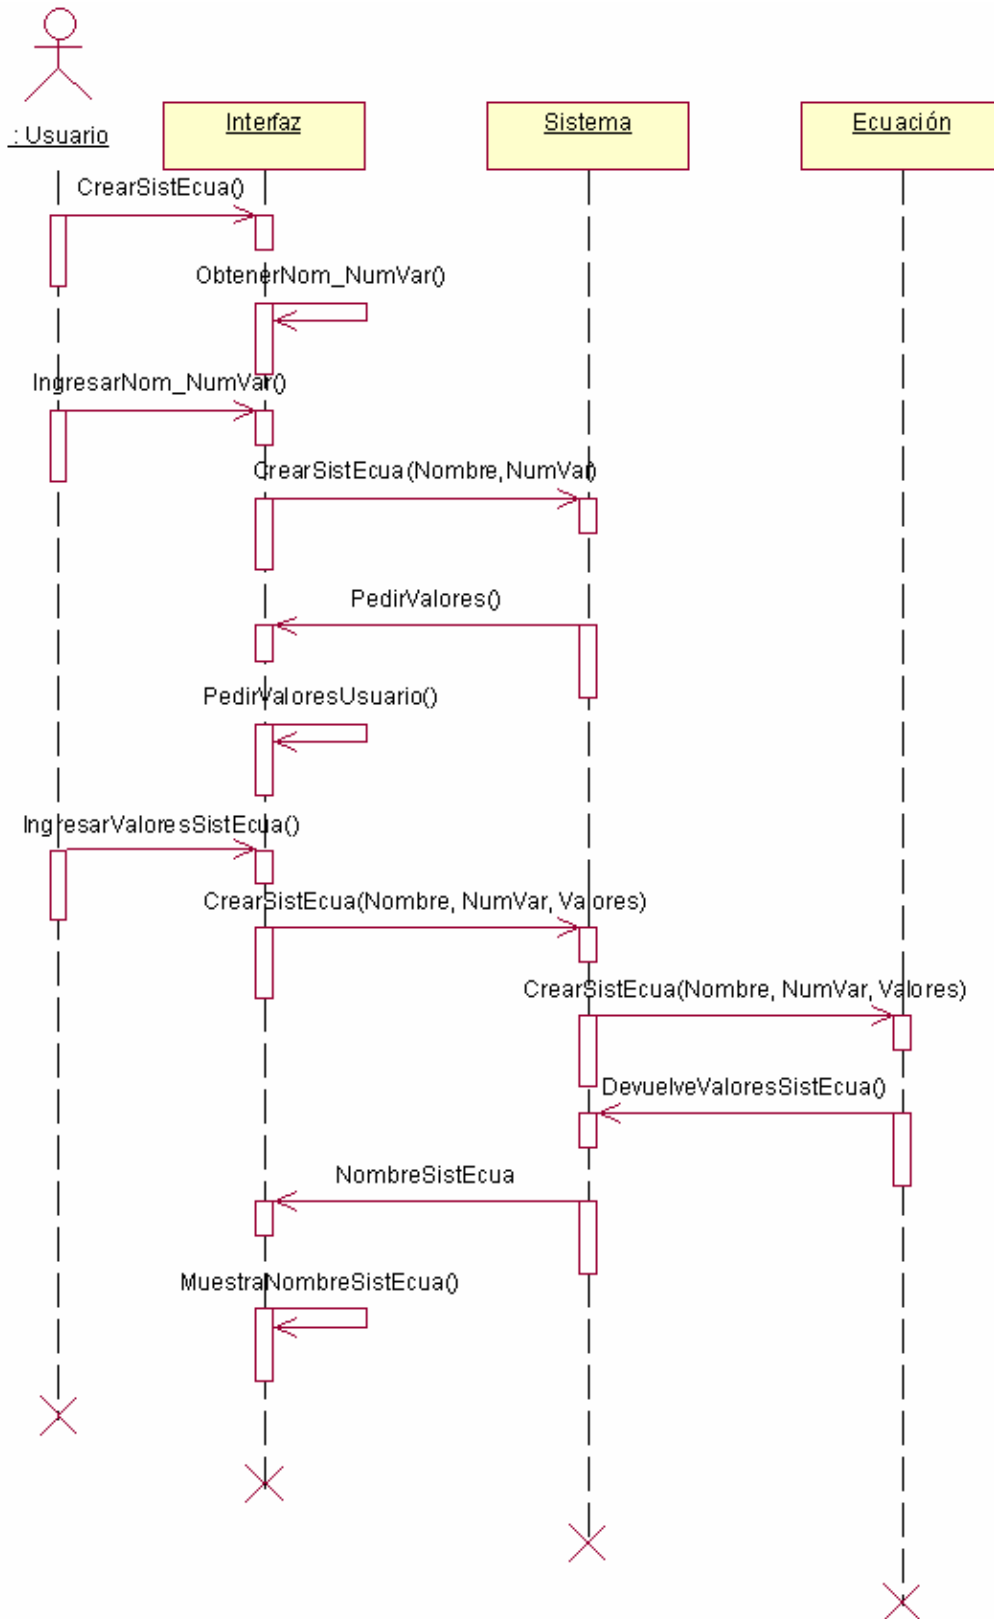 : Usuario
Interfaz
Sistema
Ecuación
CrearSistEcua()
ObtenerNom_NumVar()
IngresarNom_NumVar()
CrearSistEcua(Nombre,NumVar)
PedirValores()
PedirValoresUsuario()
IngresarValoresSistEcua()
CrearSistEcua(Nombre, NumVar, Valores)
CrearSistEcua(Nombre, NumVar, Valores)
DevuelveValoresSistEcua()
NombreSistEcua
MuestraNombreSistEcua()